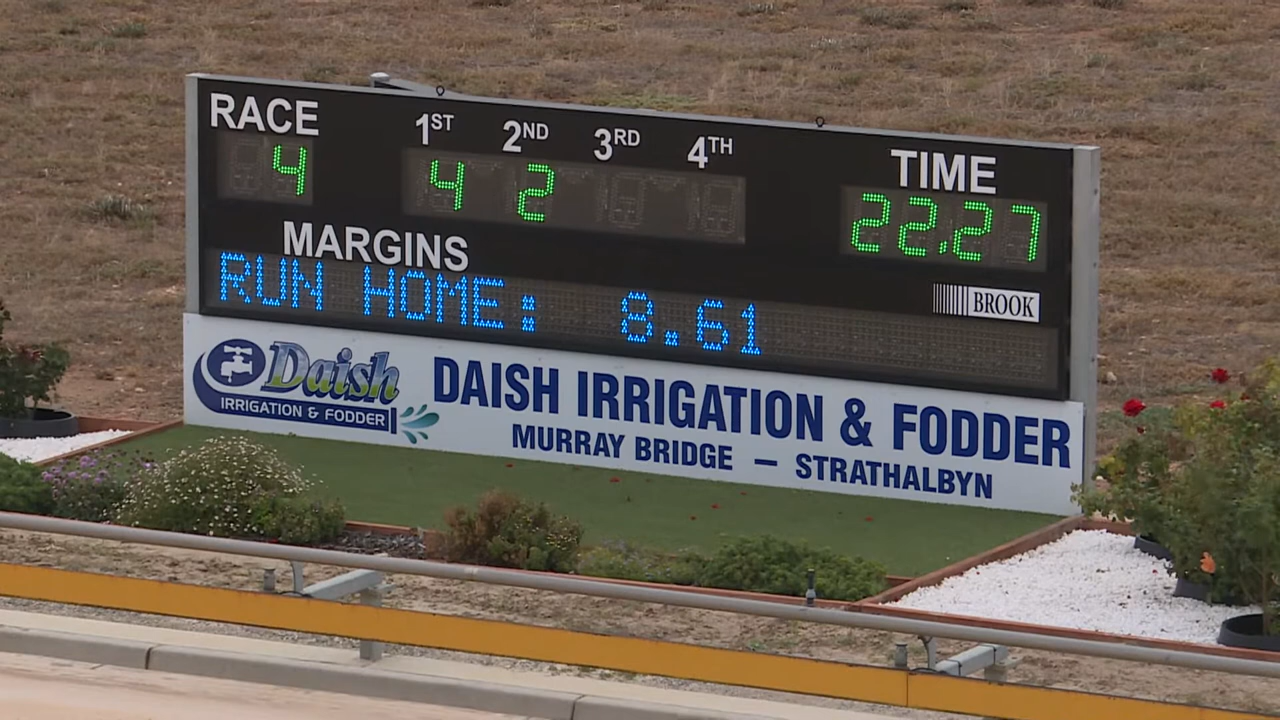 RACE 1ST 2ND 3RD 4TH TIME
4 4 2 22.27
MARGINS
RUN HOME: 8.61
BROOK
Daish
IRRIGATION & FODDER
DAISH IRRIGATION & FODDER
MURRAY BRIDGE – STRATHALBYN